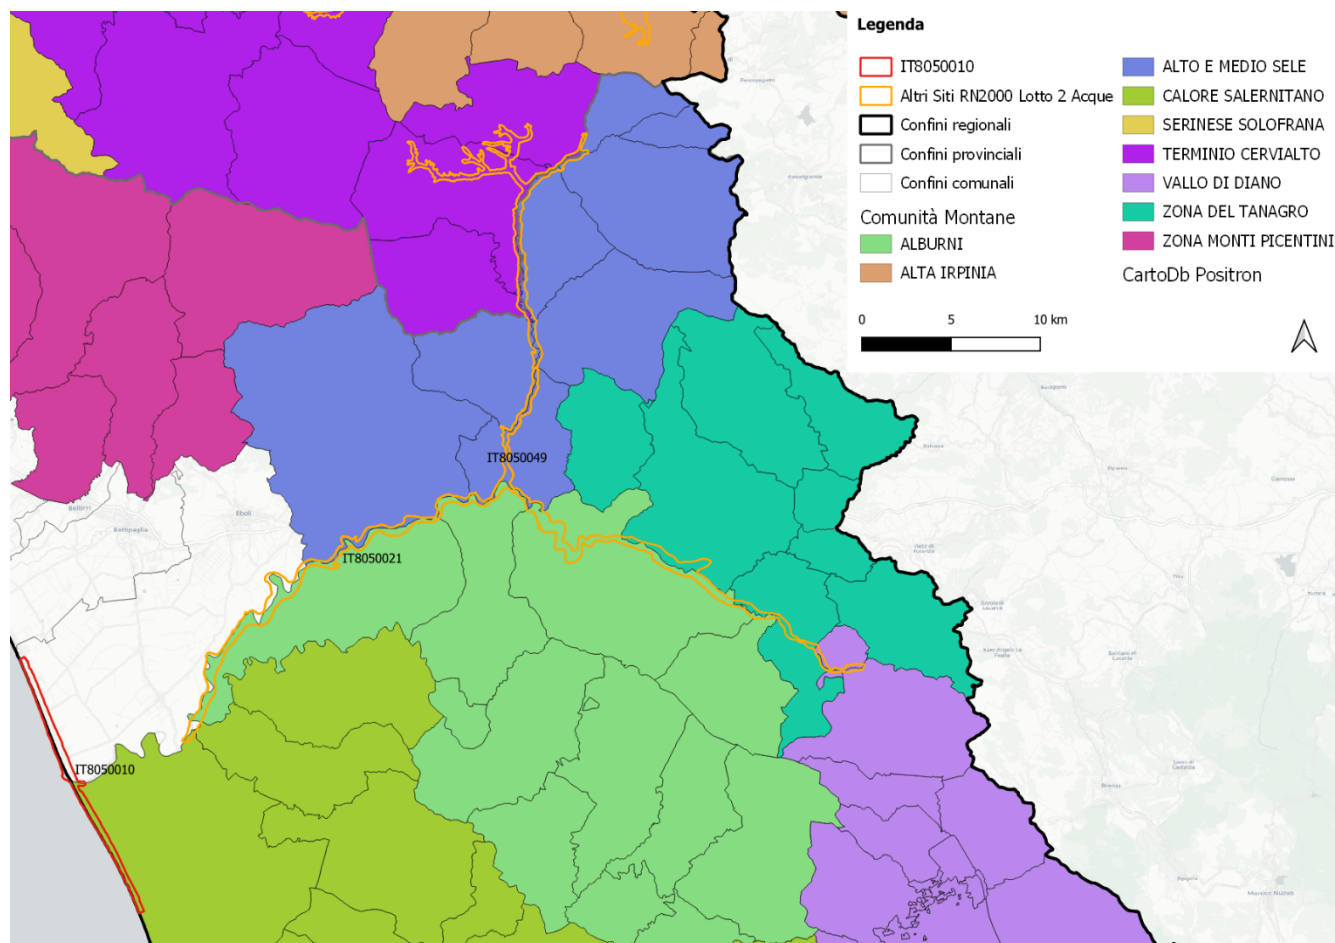 Legenda
IT8050010
Altri Siti RN2000 Lotto 2 Acque
Confini regionali
Confini provinciali
Confini comunali
Comunità Montane
ALBURNI
ALTA IRPINIA
ALTO E MEDIO SELE
CALORE SALERNITANO
SERINESE SOLOFRANA
TERMINIO CERVIALTO
VALLO DI DIANO
ZONA DEL TANAGRO
ZONA MONTI PICENTINI
CartoDb Positron
0 5 10 km
IT8050049
Eboli
Battipaglia
IT8050021
IT8050010